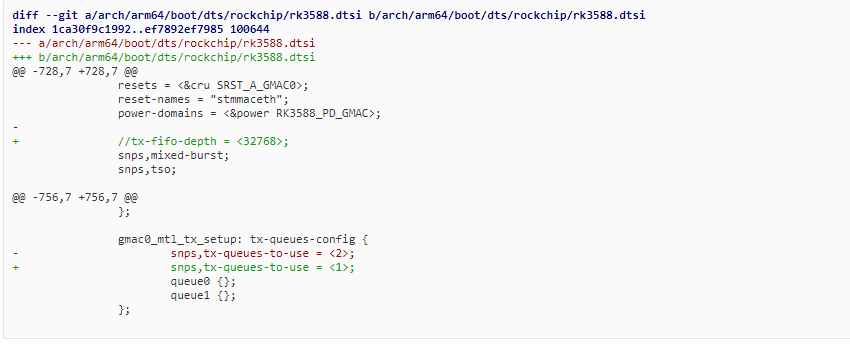 diff --git a/arch/arm64/boot/dts/rockchip/rk3588.dtsi b/arch/arm64/boot/dts/rockchip/rk3588.dtsi
index 1ca30f9c1992..ef7892ef7985 100644
--- a/arch/arm64/boot/dts/rockchip/rk3588.dtsi
+++ b/arch/arm64/boot/dts/rockchip/rk3588.dtsi
@@ -728,7 +728,7 @@
resets = <&cru SRST_A_GMAC0>;
reset-names = "stmmaceth";
power-domains = <&power RK3588_PD_GMAC>;
-
+ //tx-fifo-depth = <32768>;
snps,mixed-burst;
snps,tso;
@@ -756,7 +756,7 @@
};
gmac0_mtl_tx_setup: tx-queues-config {
- snps,tx-queues-to-use = <2>;
+ snps,tx-queues-to-use = <1>;
queue0 {};
queue1 {};
};